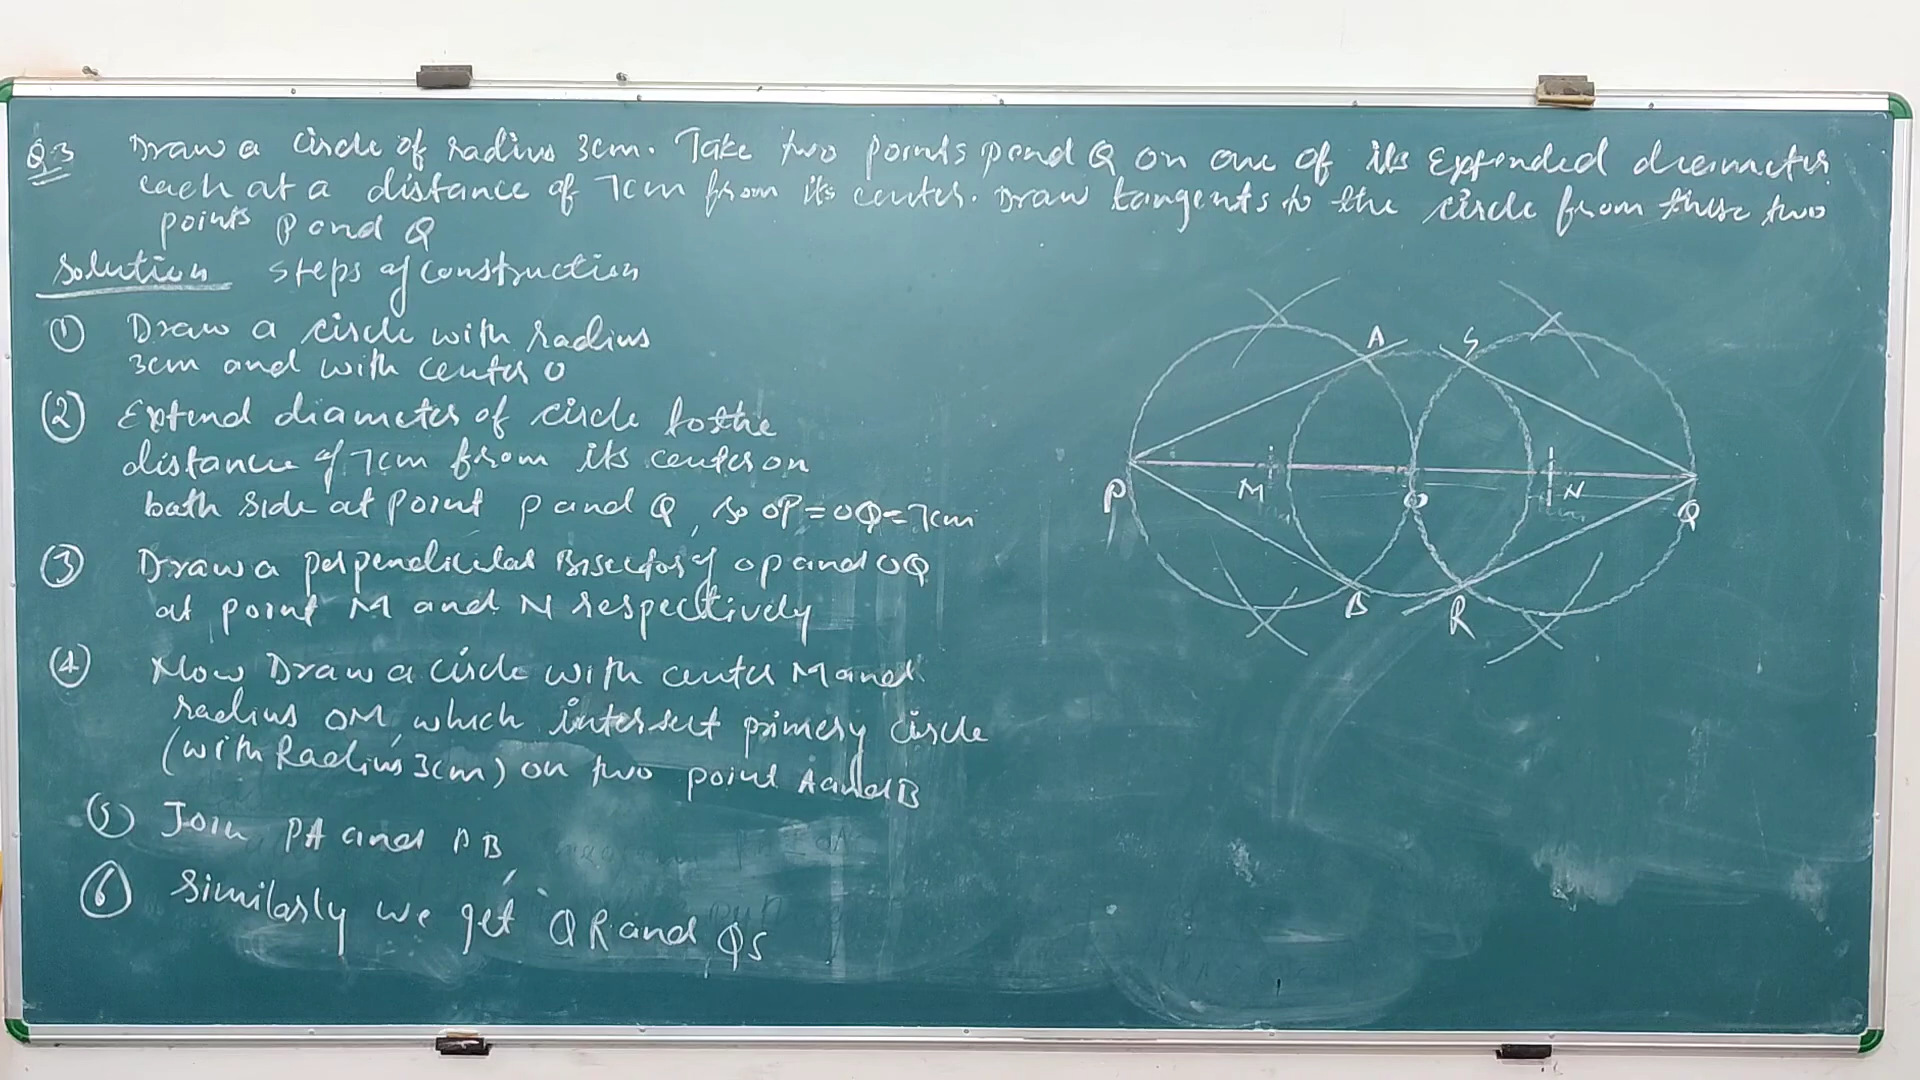 Q.3 Draw a circle of radius 3cm. Take two points p and Q on one of its Extended diameter
each at a distance of 7cm from its center. Draw tangents to the circle from these two
points P and Q
Solution Steps of construction
① Draw a circle with radius
3cm and with center O
② Extend diameter of circle to the
distance of 7cm from its center on
both side at point p and Q, so OP=OQ=7cm
③ Draw a perpendicular Bisector of OP and OQ
at point M and N respectively
④ Now Draw a circle with center M and
radius OM, which intersect primery circle
(with Radius 3cm) on two point A and B
⑤ Join PA and PB
⑥ Similarly we get QR and QS
A S
P M O N Q
B R